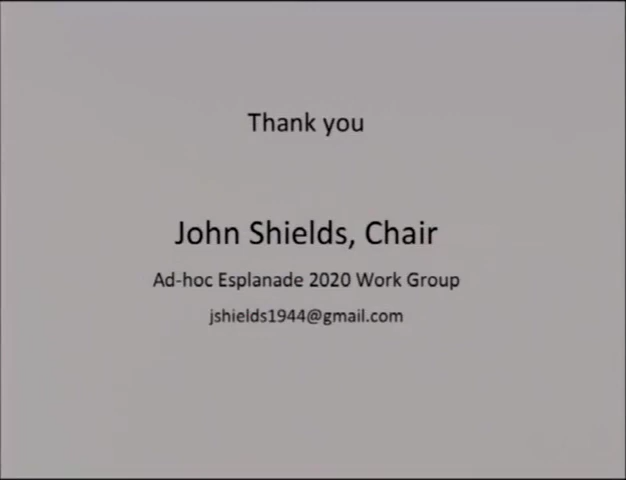 Thank you
John Shields, Chair
Ad-hoc Esplanade 2020 Work Group
jshields1944@gmail.com